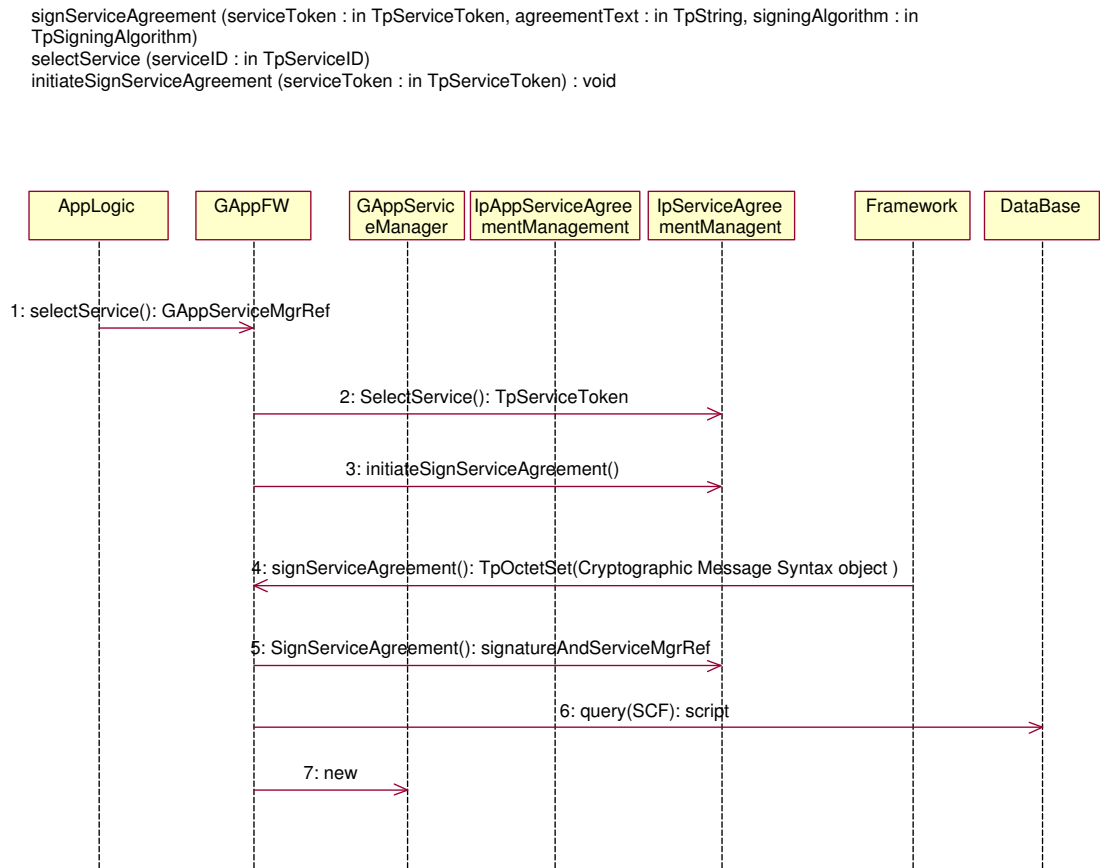 signServiceAgreement (serviceToken : in TpServiceToken, agreementText : in TpString, signingAlgorithm : in
TpSigningAlgorithm)
selectService (serviceID : in TpServiceID)
initiateSignServiceAgreement (serviceToken : in TpServiceToken) : void
AppLogic
GAppFW
GAppServic
eManager
IpAppServiceAgree
mentManagement
IpServiceAgree
mentManagent
Framework
DataBase
1: selectService(): GAppServiceMgrRef
2: SelectService(): TpServiceToken
3: initiateSignServiceAgreement()
4: signServiceAgreement(): TpOctetSet(Cryptographic Message Syntax object )
5: SignServiceAgreement(): signatureAndServiceMgrRef
6: query(SCF): script
7: new